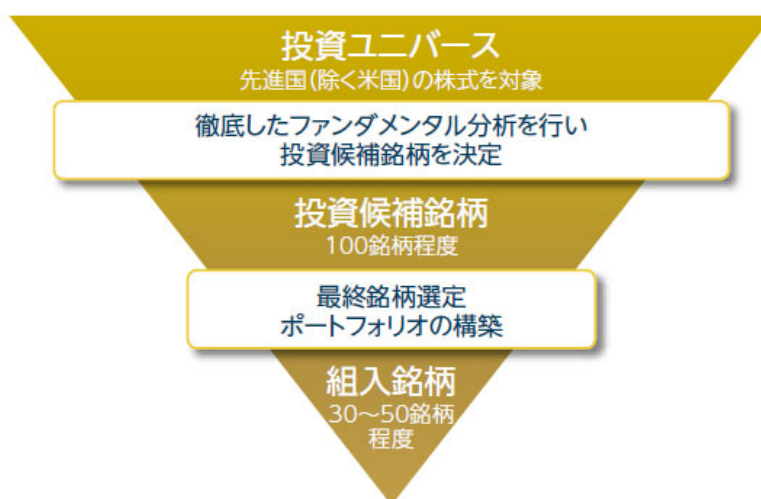 投資ユニバース
先進国(除く米国)の株式を対象
徹底したファンダメンタル分析を行い
投資候補銘柄を決定
投資候補銘柄
100銘柄程度
最終銘柄選定
ポートフォリオの構築
組入銘柄
30～50銘柄
程度